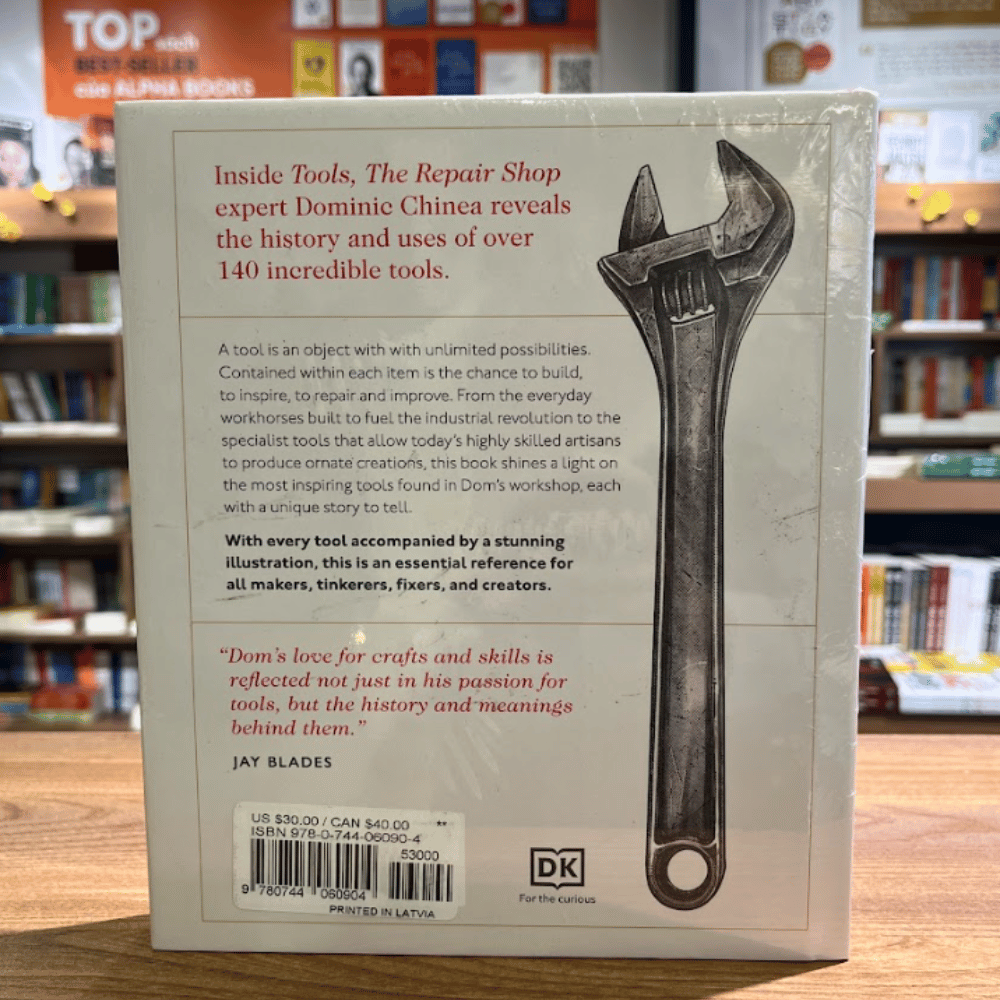 TOP sách
BEST-SELLER
của ALPHA BOOKS
Inside Tools, The Repair Shop
expert Dominic Chinea reveals
the history and uses of over
140 incredible tools.
A tool is an object with with unlimited possibilities.
Contained within each item is the chance to build,
to inspire, to repair and improve. From the everyday
workhorses built to fuel the industrial revolution to the
specialist tools that allow today's highly skilled artisans
to produce ornate creations, this book shines a light on
the most inspiring tools found in Dom's workshop, each
with a unique story to tell.
With every tool accompanied by a stunning
illustration, this is an essential reference for
all makers, tinkerers, fixers, and creators.
"Dom's love for crafts and skills is
reflected not just in his passion for
tools, but the history and meanings
behind them."
JAY BLADES
US $30.00 / CAN $40.00 **
ISBN 978-0-744-06090-4
53000
9 780744 060904
PRINTED IN LATVIA
DK
For the curious